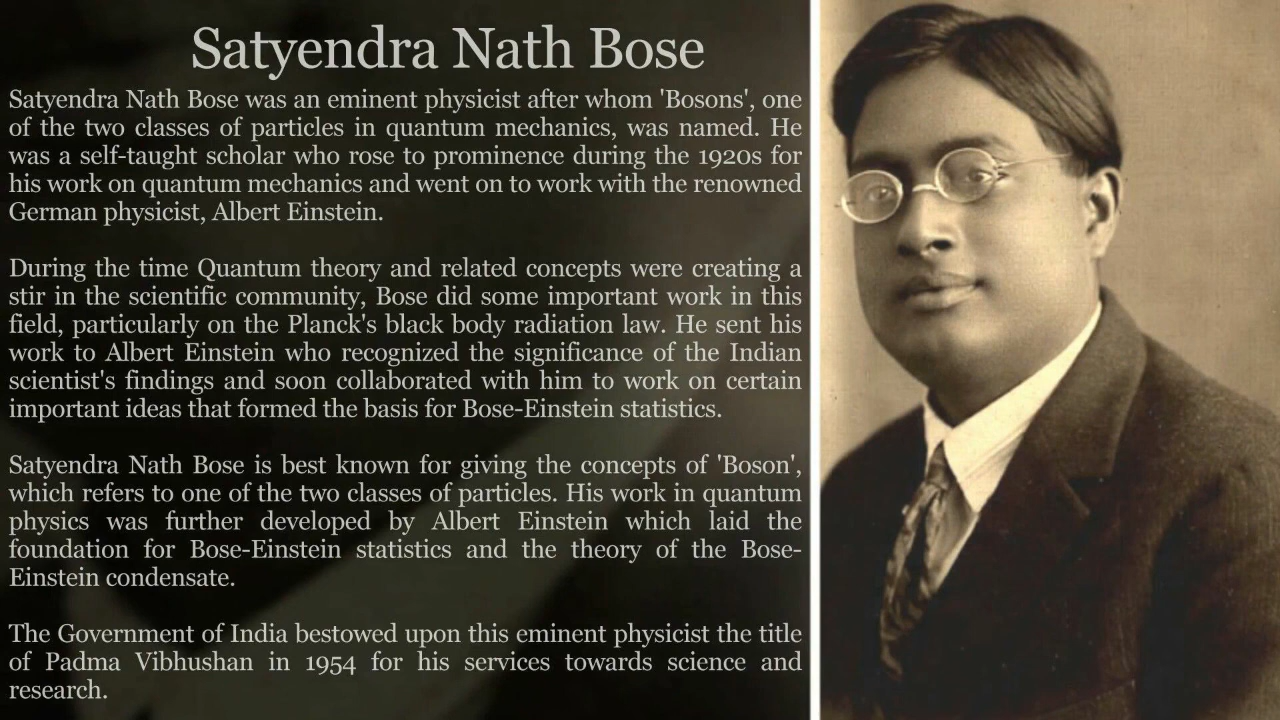 Satyendra Nath Bose
Satyendra Nath Bose was an eminent physicist after whom 'Bosons', one
of the two classes of particles in quantum mechanics, was named. He
was a self-taught scholar who rose to prominence during the 1920s for
his work on quantum mechanics and went on to work with the renowned
German physicist, Albert Einstein.
During the time Quantum theory and related concepts were creating a
stir in the scientific community, Bose did some important work in this
field, particularly on the Planck's black body radiation law. He sent his
work to Albert Einstein who recognized the significance of the Indian
scientist's findings and soon collaborated with him to work on certain
important ideas that formed the basis for Bose-Einstein statistics.
Satyendra Nath Bose is best known for giving the concepts of 'Boson',
which refers to one of the two classes of particles. His work in quantum
physics was further developed by Albert Einstein which laid the
foundation for Bose-Einstein statistics and the theory of the Bose-
Einstein condensate.
The Government of India bestowed upon this eminent physicist the title
of Padma Vibhushan in 1954 for his services towards science and
research.